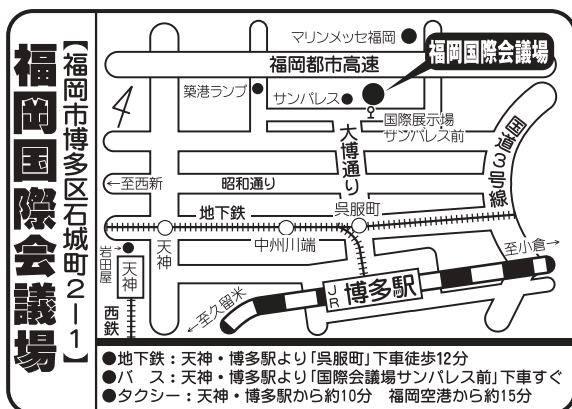 福岡国際会議場
【福岡市博多区石城町2ー1】
マリンメッセ福岡
福岡国際会議場
福岡都市高速
築港ランプ
サンパレス
国際展示場
サンパレス前
大博通り
国道3号線
←至西新
昭和通り
地下鉄
呉服町
天神
中州川端
岩田屋
天神
西鉄
至小倉→
←至久留米
JR博多駅
●地下鉄：天神・博多駅より「呉服町」下車徒歩12分
●バ　ス：天神・博多駅より「国際会議場サンパレス前」下車すぐ
●タクシー：天神・博多駅から約10分　福岡空港から約15分